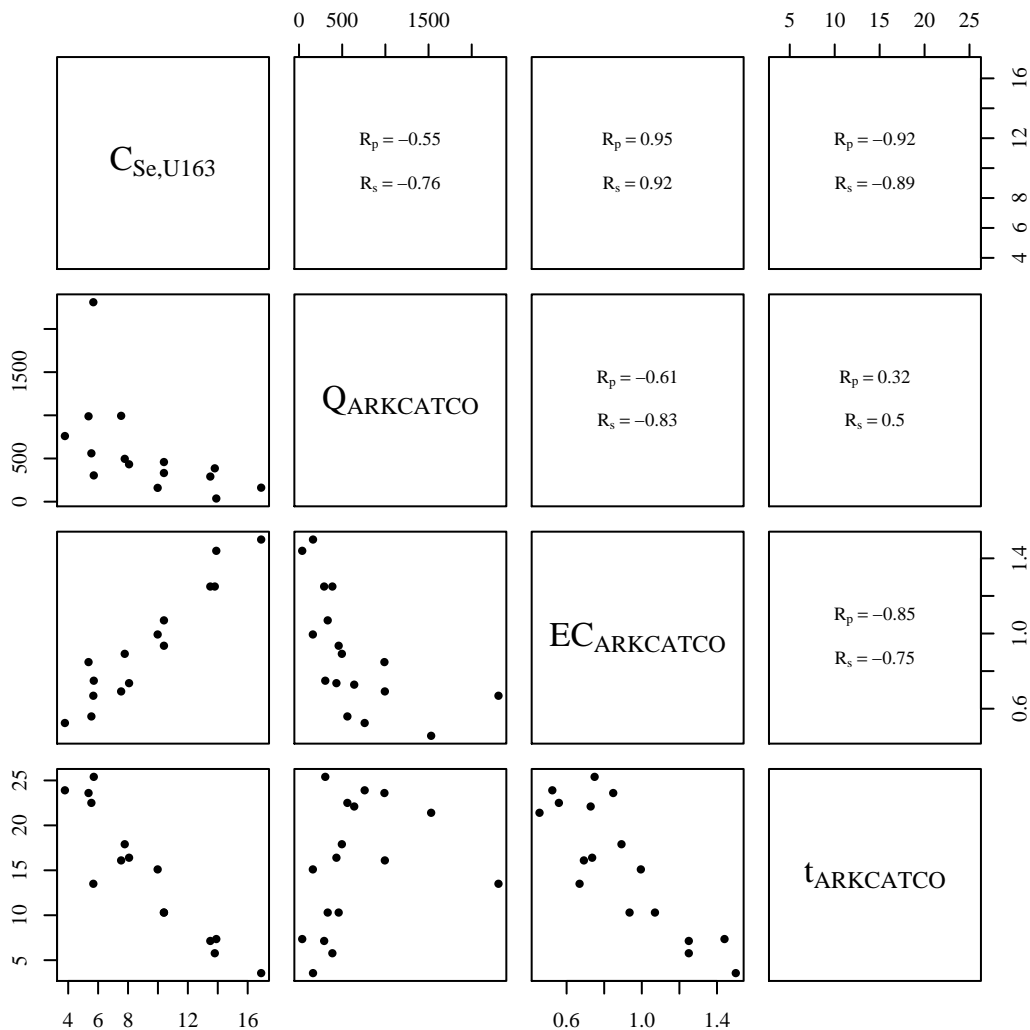 0 500 1500
5 10 15 20 25
C_Se,U163
R_p = −0.55
R_s = −0.76
R_p = 0.95
R_s = 0.92
R_p = −0.92
R_s = −0.89
4 6 8 12 16
0 500 1500
Q_ARKCATCO
R_p = −0.61
R_s = −0.83
R_p = 0.32
R_s = 0.5
EC_ARKCATCO
R_p = −0.85
R_s = −0.75
0.6 1.0 1.4
5 10 15 20 25
t_ARKCATCO
4 6 8 12 16
0.6 1.0 1.4